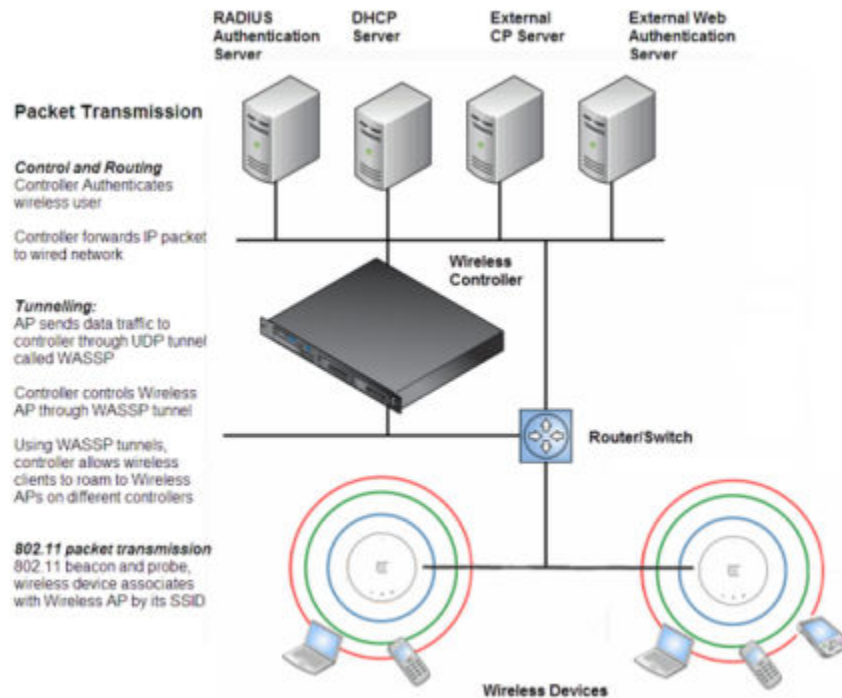 RADIUS
Authentication
Server
DHCP
Server
External
CP Server
External Web
Authentication
Server
Packet Transmission
Control and Routing
Controller Authenticates
wireless user
Controller forwards IP packet
to wired network
Wireless
Controller
Tunnelling:
AP sends data traffic to
controller through UDP tunnel
called WASSP
Controller controls Wireless
AP through WASSP tunnel
Using WASSP tunnels,
controller allows wireless
clients to roam to Wireless
APs on different controllers
Router/Switch
802.11 packet transmission
802.11 beacon and probe,
wireless device associates
with Wireless AP by its SSID
Wireless Devices